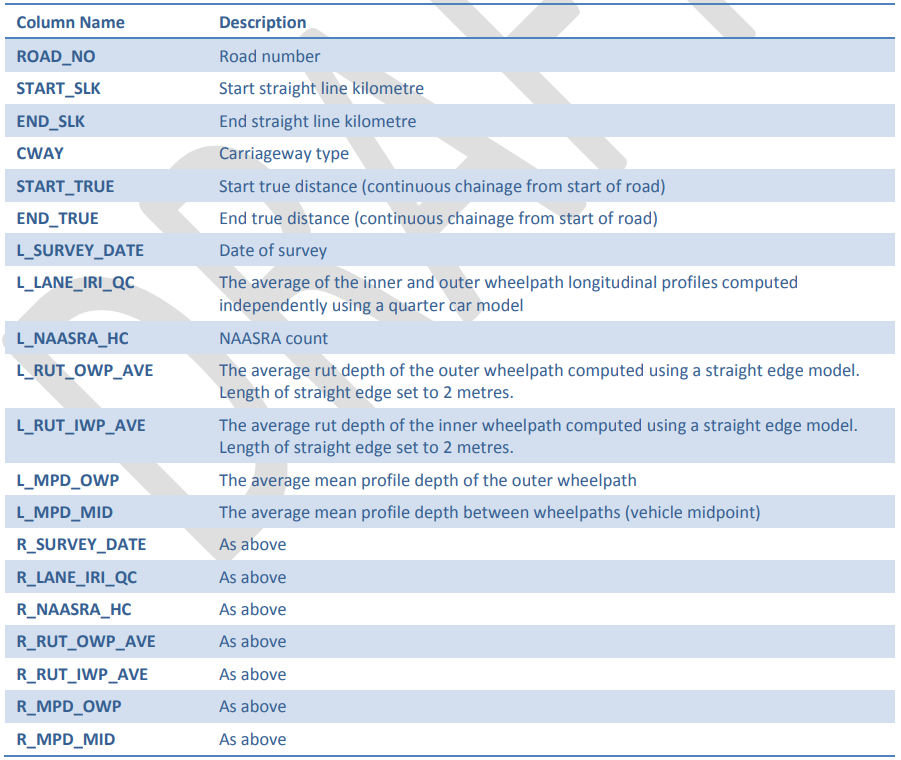 Column Name Description
ROAD_NO Road number
START_SLK Start straight line kilometre
END_SLK End straight line kilometre
CWAY Carriageway type
START_TRUE Start true distance (continuous chainage from start of road)
END_TRUE End true distance (continuous chainage from start of road)
L_SURVEY_DATE Date of survey
L_LANE_IRI_QC The average of the inner and outer wheelpath longitudinal profiles computed
independently using a quarter car model
L_NAASRA_HC NAASRA count
L_RUT_OWP_AVE The average rut depth of the outer wheelpath computed using a straight edge model.
Length of straight edge set to 2 metres.
L_RUT_IWP_AVE The average rut depth of the inner wheelpath computed using a straight edge model.
Length of straight edge set to 2 metres.
L_MPD_OWP The average mean profile depth of the outer wheelpath
L_MPD_MID The average mean profile depth between wheelpaths (vehicle midpoint)
R_SURVEY_DATE As above
R_LANE_IRI_QC As above
R_NAASRA_HC As above
R_RUT_OWP_AVE As above
R_RUT_IWP_AVE As above
R_MPD_OWP As above
R_MPD_MID As above